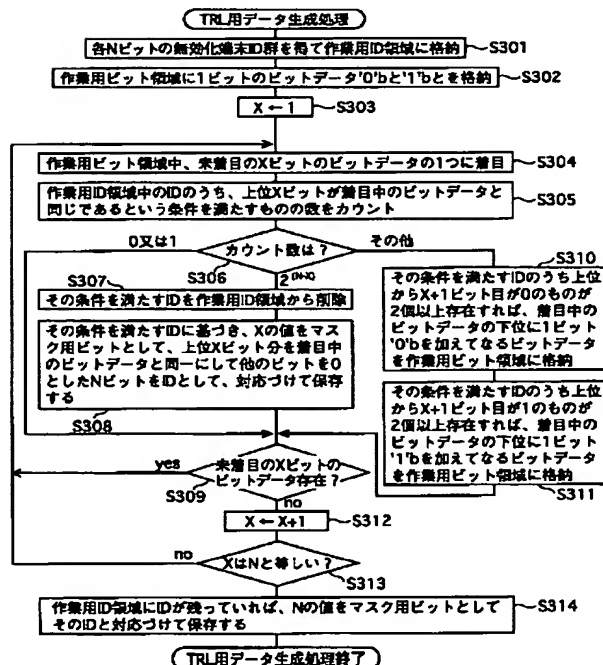 TRL用データ生成処理
各Nビットの無効化端末ID群を得て作業用ID領域に格納
S301
作業用ビット領域に1ビットのビットデータ'0'bと'1'bとを格納
S302
X ← 1
S303
作業用ビット領域中、未着目のXビットのビットデータの1つに着目
S304
作業用ID領域中のIDのうち、上位Xビットが着目中のビットデータと
同じであるという条件を満たすものの数をカウント
S305
0又は1
カウント数は?
その他
S306
2^(N-X)
S307
その条件を満たすIDを作業用ID領域から削除
その条件を満たすIDに基づき、Xの値をマ
スク用ビットとして、上位Xビット分を着目中
のビットデータと同一にして他のビットを0
としたNビットをIDとして、対応づけて保存
する
S308
S310
その条件を満たすIDのうち上位
からX+1ビット目が0のものが
2個以上存在すれば、着目中の
ビットデータの下位に1ビット
'0'bを加えてなるビットデータ
を作業用ビット領域に格納
その条件を満たすIDのうち上位
からX+1ビット目が1のものが
2個以上存在すれば、着目中の
ビットデータの下位に1ビット
'1'bを加えてなるビットデータ
を作業用ビット領域に格納
S311
yes
未着目のXビットの
ビットデータ存在?
S309
no
X ← X+1
S312
no
XはNと等しい?
S313
作業用ID領域にIDが残っていれば、Nの値をマスク用ビットとして
そのIDと対応づけて保存する
S314
TRL用データ生成処理終了